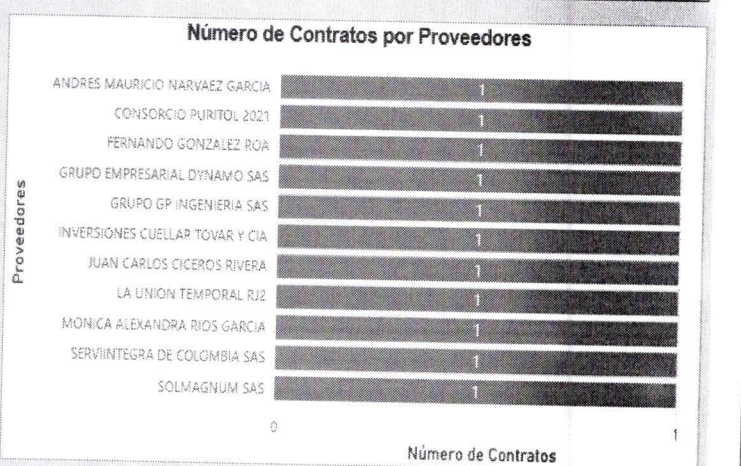 Número de Contratos por Proveedores
Proveedores
ANDRES MAURICIO NARVAEZ GARCIA 1
CONSORCIO PURITOL 2021 1
FERNANDO GONZALEZ ROA 1
GRUPO EMPRESARIAL DYNAMO SAS 1
GRUPO GP INGENIERIA SAS 1
INVERSIONES CUELLAR TOVAR Y CIA 1
JUAN CARLOS CICEROS RIVERA 1
LA UNION TEMPORAL RJ2 1
MONICA ALEXANDRA RIOS GARCIA 1
SERVIINTEGRA DE COLOMBIA SAS 1
SOLMAGNUM SAS 1
0 1
Número de Contratos